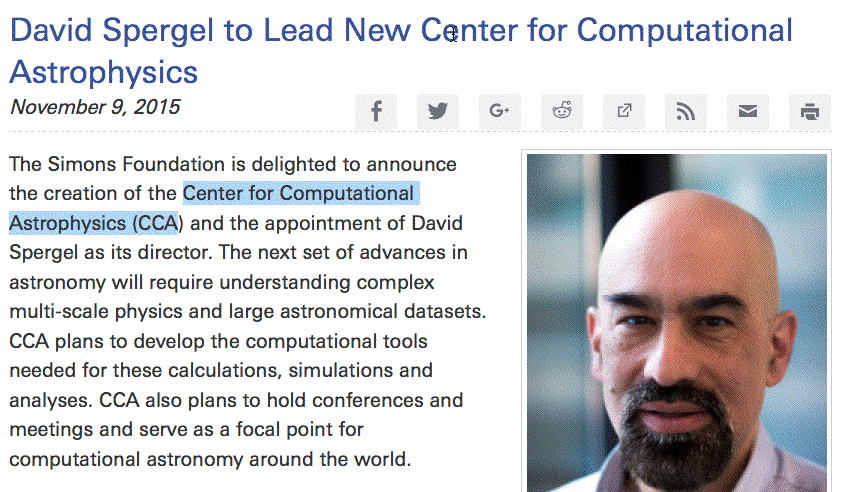 David Spergel to Lead New Center for Computational
Astrophysics
November 9, 2015
The Simons Foundation is delighted to announce
the creation of the Center for Computational
Astrophysics (CCA) and the appointment of David
Spergel as its director. The next set of advances in
astronomy will require understanding complex
multi-scale physics and large astronomical datasets.
CCA plans to develop the computational tools
needed for these calculations, simulations and
analyses. CCA also plans to hold conferences and
meetings and serve as a focal point for
computational astronomy around the world.